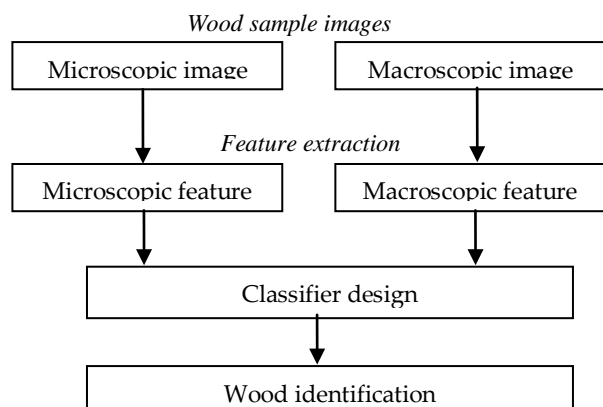 Wood sample images
Microscopic image
Macroscopic image
Feature extraction
Microscopic feature
Macroscopic feature
Classifier design
Wood identification